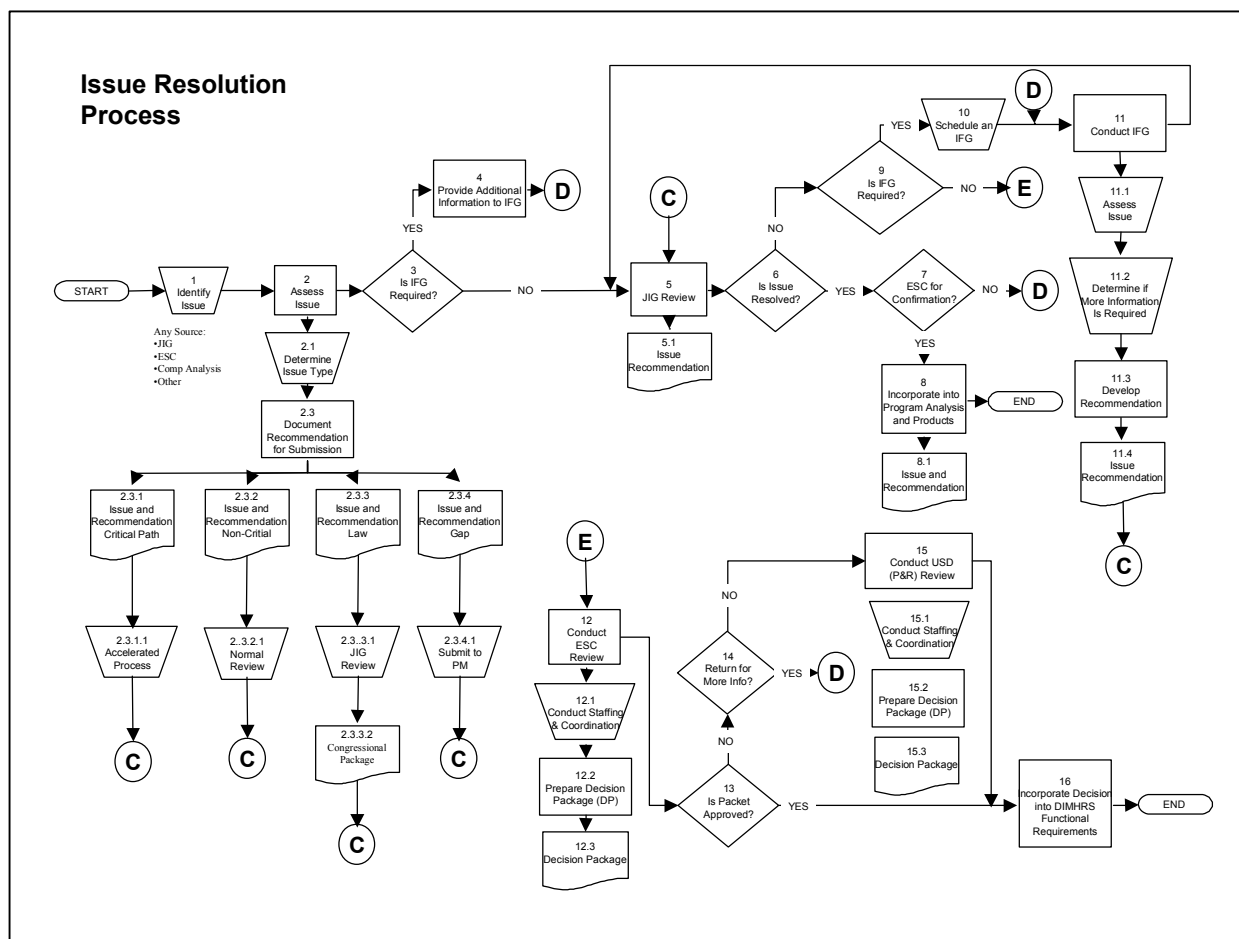 Issue Resolution
Process
START
1
Identify
Issue
Any Source:
•JIG
•ESC
•Comp Analysis
•Other
2
Assess
Issue
2.1
Determine
Issue Type
2.3
Document
Recommendation
for Submission
2.3.1
Issue and
Recommendation
Critical Path
2.3.2
Issue and
Recommendation
Non-Critial
2.3.3
Issue and
Recommendation
Law
2.3.4
Issue and
Recommendation
Gap
2.3.1.1
Accelerated
Process
2.3.2.1
Normal
Review
2.3..3.1
JIG
Review
2.3.4.1
Submit to
PM
C
C
2.3.3.2
Congressional
Package
C
C
3
Is IFG
Required?
YES
NO
4
Provide Additional
Information to IFG
D
C
5
JIG Review
5.1
Issue
Recommendation
6
Is Issue
Resolved?
NO
YES
7
ESC for
Confirmation?
NO
D
YES
8
Incorporate into
Program Analysis
and Products
END
8.1
Issue and
Recommendation
9
Is IFG
Required?
YES
NO
E
10
Schedule an
IFG
D
11
Conduct IFG
11.1
Assess
Issue
11.2
Determine if
More Information
Is Required
11.3
Develop
Recommendation
11.4
Issue
Recommendation
C
E
12
Conduct
ESC
Review
12.1
Conduct Staffing
& Coordination
12.2
Prepare Decision
Package (DP)
12.3
Decision Package
13
Is Packet
Approved?
NO
YES
14
Return for
More Info?
YES
D
NO
15
Conduct USD
(P&R) Review
15.1
Conduct Staffing
& Coordination
15.2
Prepare Decision
Package (DP)
15.3
Decision Package
16
Incorporate Decision
into DIMHRS
Functional
Requirements
END